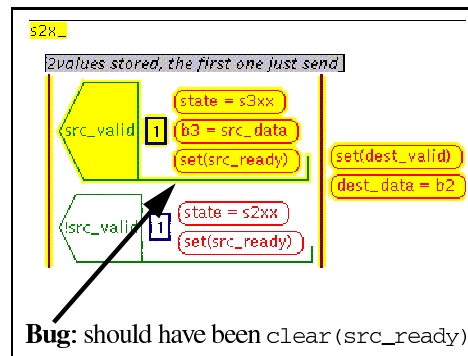 s2x_
2values stored, the first one just send
state = s3xx
src_valid 1 b3 = src_data
set(src_ready)
set(dest_valid)
dest_data = b2
state = s2xx
!src_valid 1
set(src_ready)
Bug: should have been clear(src_ready)